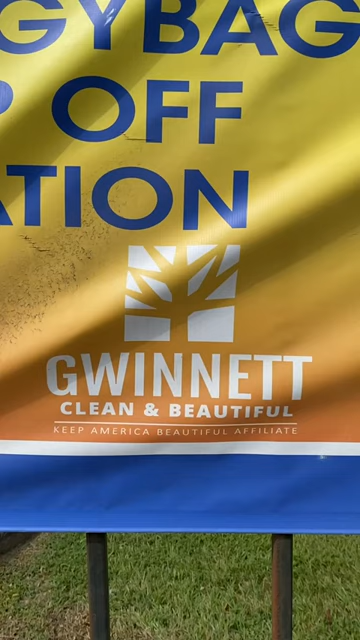 GYBAG
OFF
ATION
GWINNETT
CLEAN & BEAUTIFUL
KEEP AMERICA BEAUTIFUL AFFILIATE